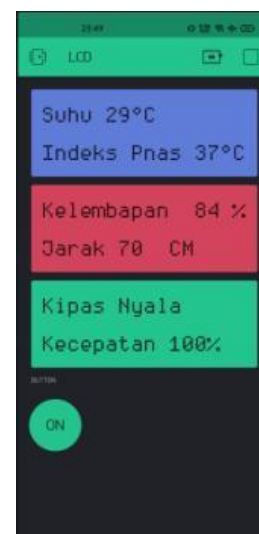 LCD
Suhu 29°C
Indeks Pnas 37°C
Kelembapan 84 %
Jarak 70 CM
Kipas Nyala
Kecepatan 100%
BUTTON
ON